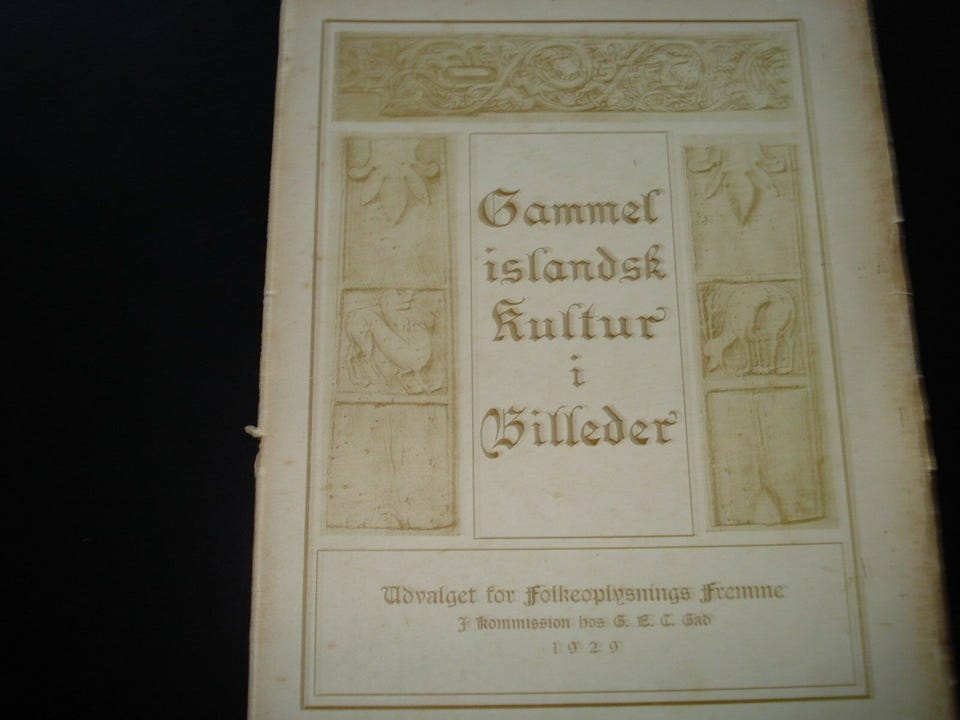 Gammel
islandsk
Kultur
i
Billeder
Udvalget for Folkeoplysnings Fremme
I Kommission hos G. E. C. Gad
1929